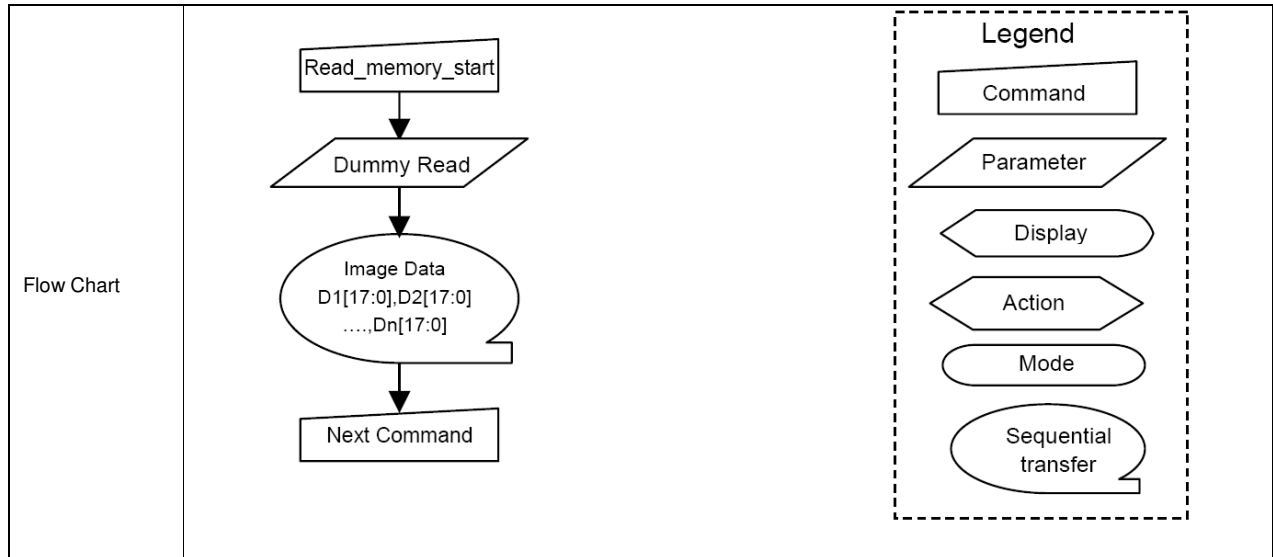 Flow Chart
Read_memory_start
Dummy Read
Image Data
D1[17:0],D2[17:0]
....,Dn[17:0]
Next Command
Legend
Command
Parameter
Display
Action
Mode
Sequential
transfer